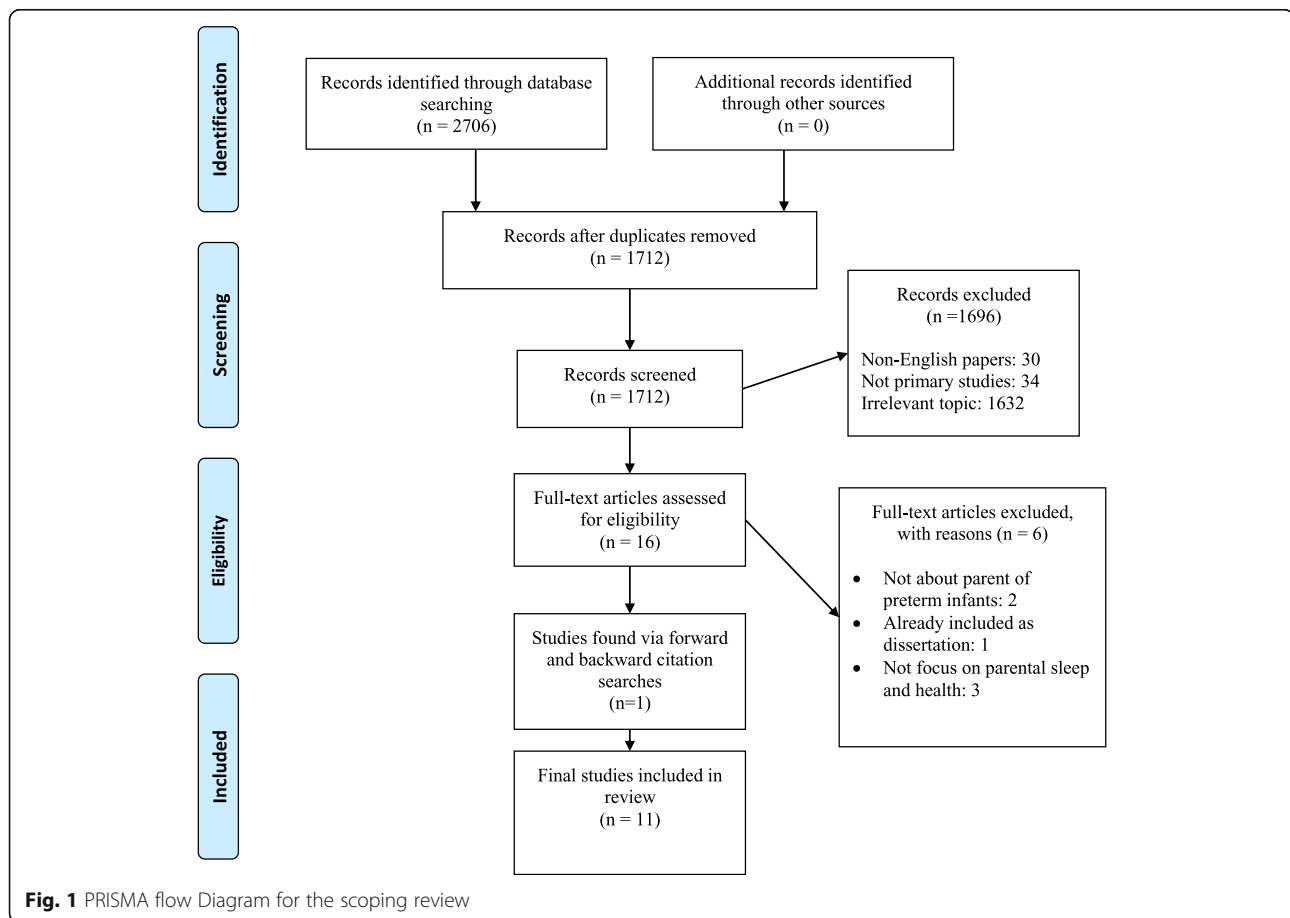 Identification
Records identified through database
searching
(n = 2706)
Additional records identified
through other sources
(n = 0)
Records after duplicates removed
(n = 1712)
Screening
Records screened
(n = 1712)
Records excluded
(n =1696)
Non-English papers: 30
Not primary studies: 34
Irrelevant topic: 1632
Eligibility
Full-text articles assessed
for eligibility
(n = 16)
Full-text articles excluded,
with reasons (n = 6)
• Not about parent of
preterm infants: 2
• Already included as
dissertation: 1
• Not focus on parental sleep
and health: 3
Studies found via forward
and backward citation
searches
(n=1)
Included
Final studies included in
review
(n = 11)
Fig. 1 PRISMA flow Diagram for the scoping review